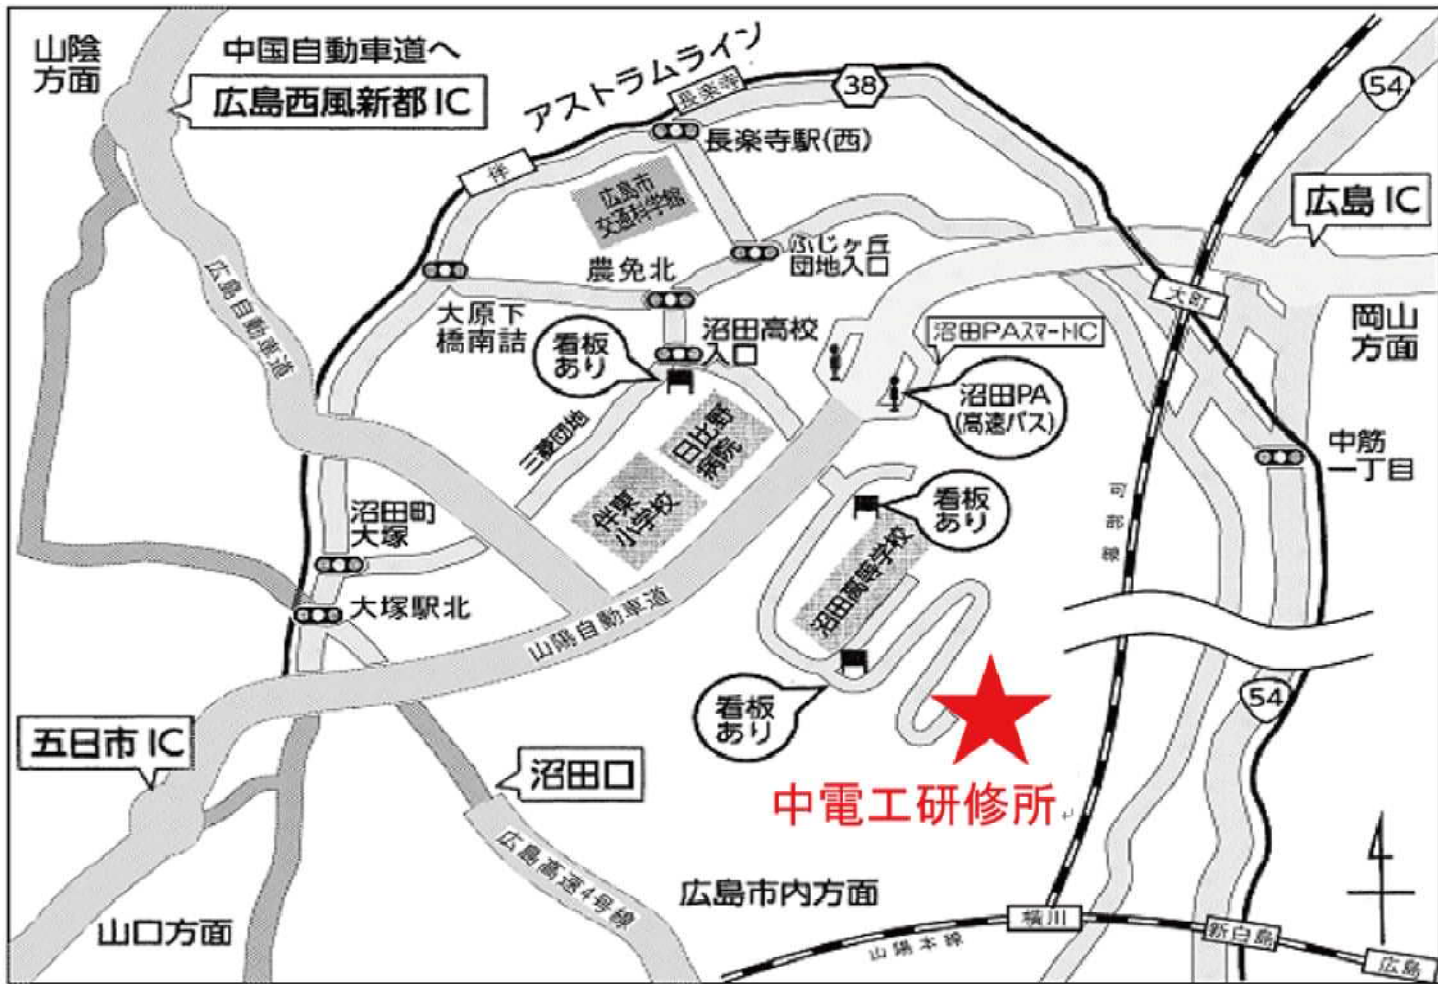 山陰
方面
中国自動車道へ
広島西風新都IC
アストラムライン
長楽寺
38
54
伴
長楽寺駅(西)
広島市
交通科学館
広島IC
ふじヶ丘
団地入口
農免北
広島自動車道
大町
大原下
橋南詰
沼田高校
入口
沼田PAスマートIC
岡山
方面
看板
あり
沼田PA
(高速バス)
三菱団地
日比野
病院
中筋
一丁目
伴東
小学校
看板
あり
可部線
沼田町
大塚
沼田高等学校
大塚駅北
山陽自動車道
看板
あり
54
五日市IC
沼田口
中電工研修所
広島高速4号線
広島市内方面
山口方面
横川
山陽本線
新白島
広島